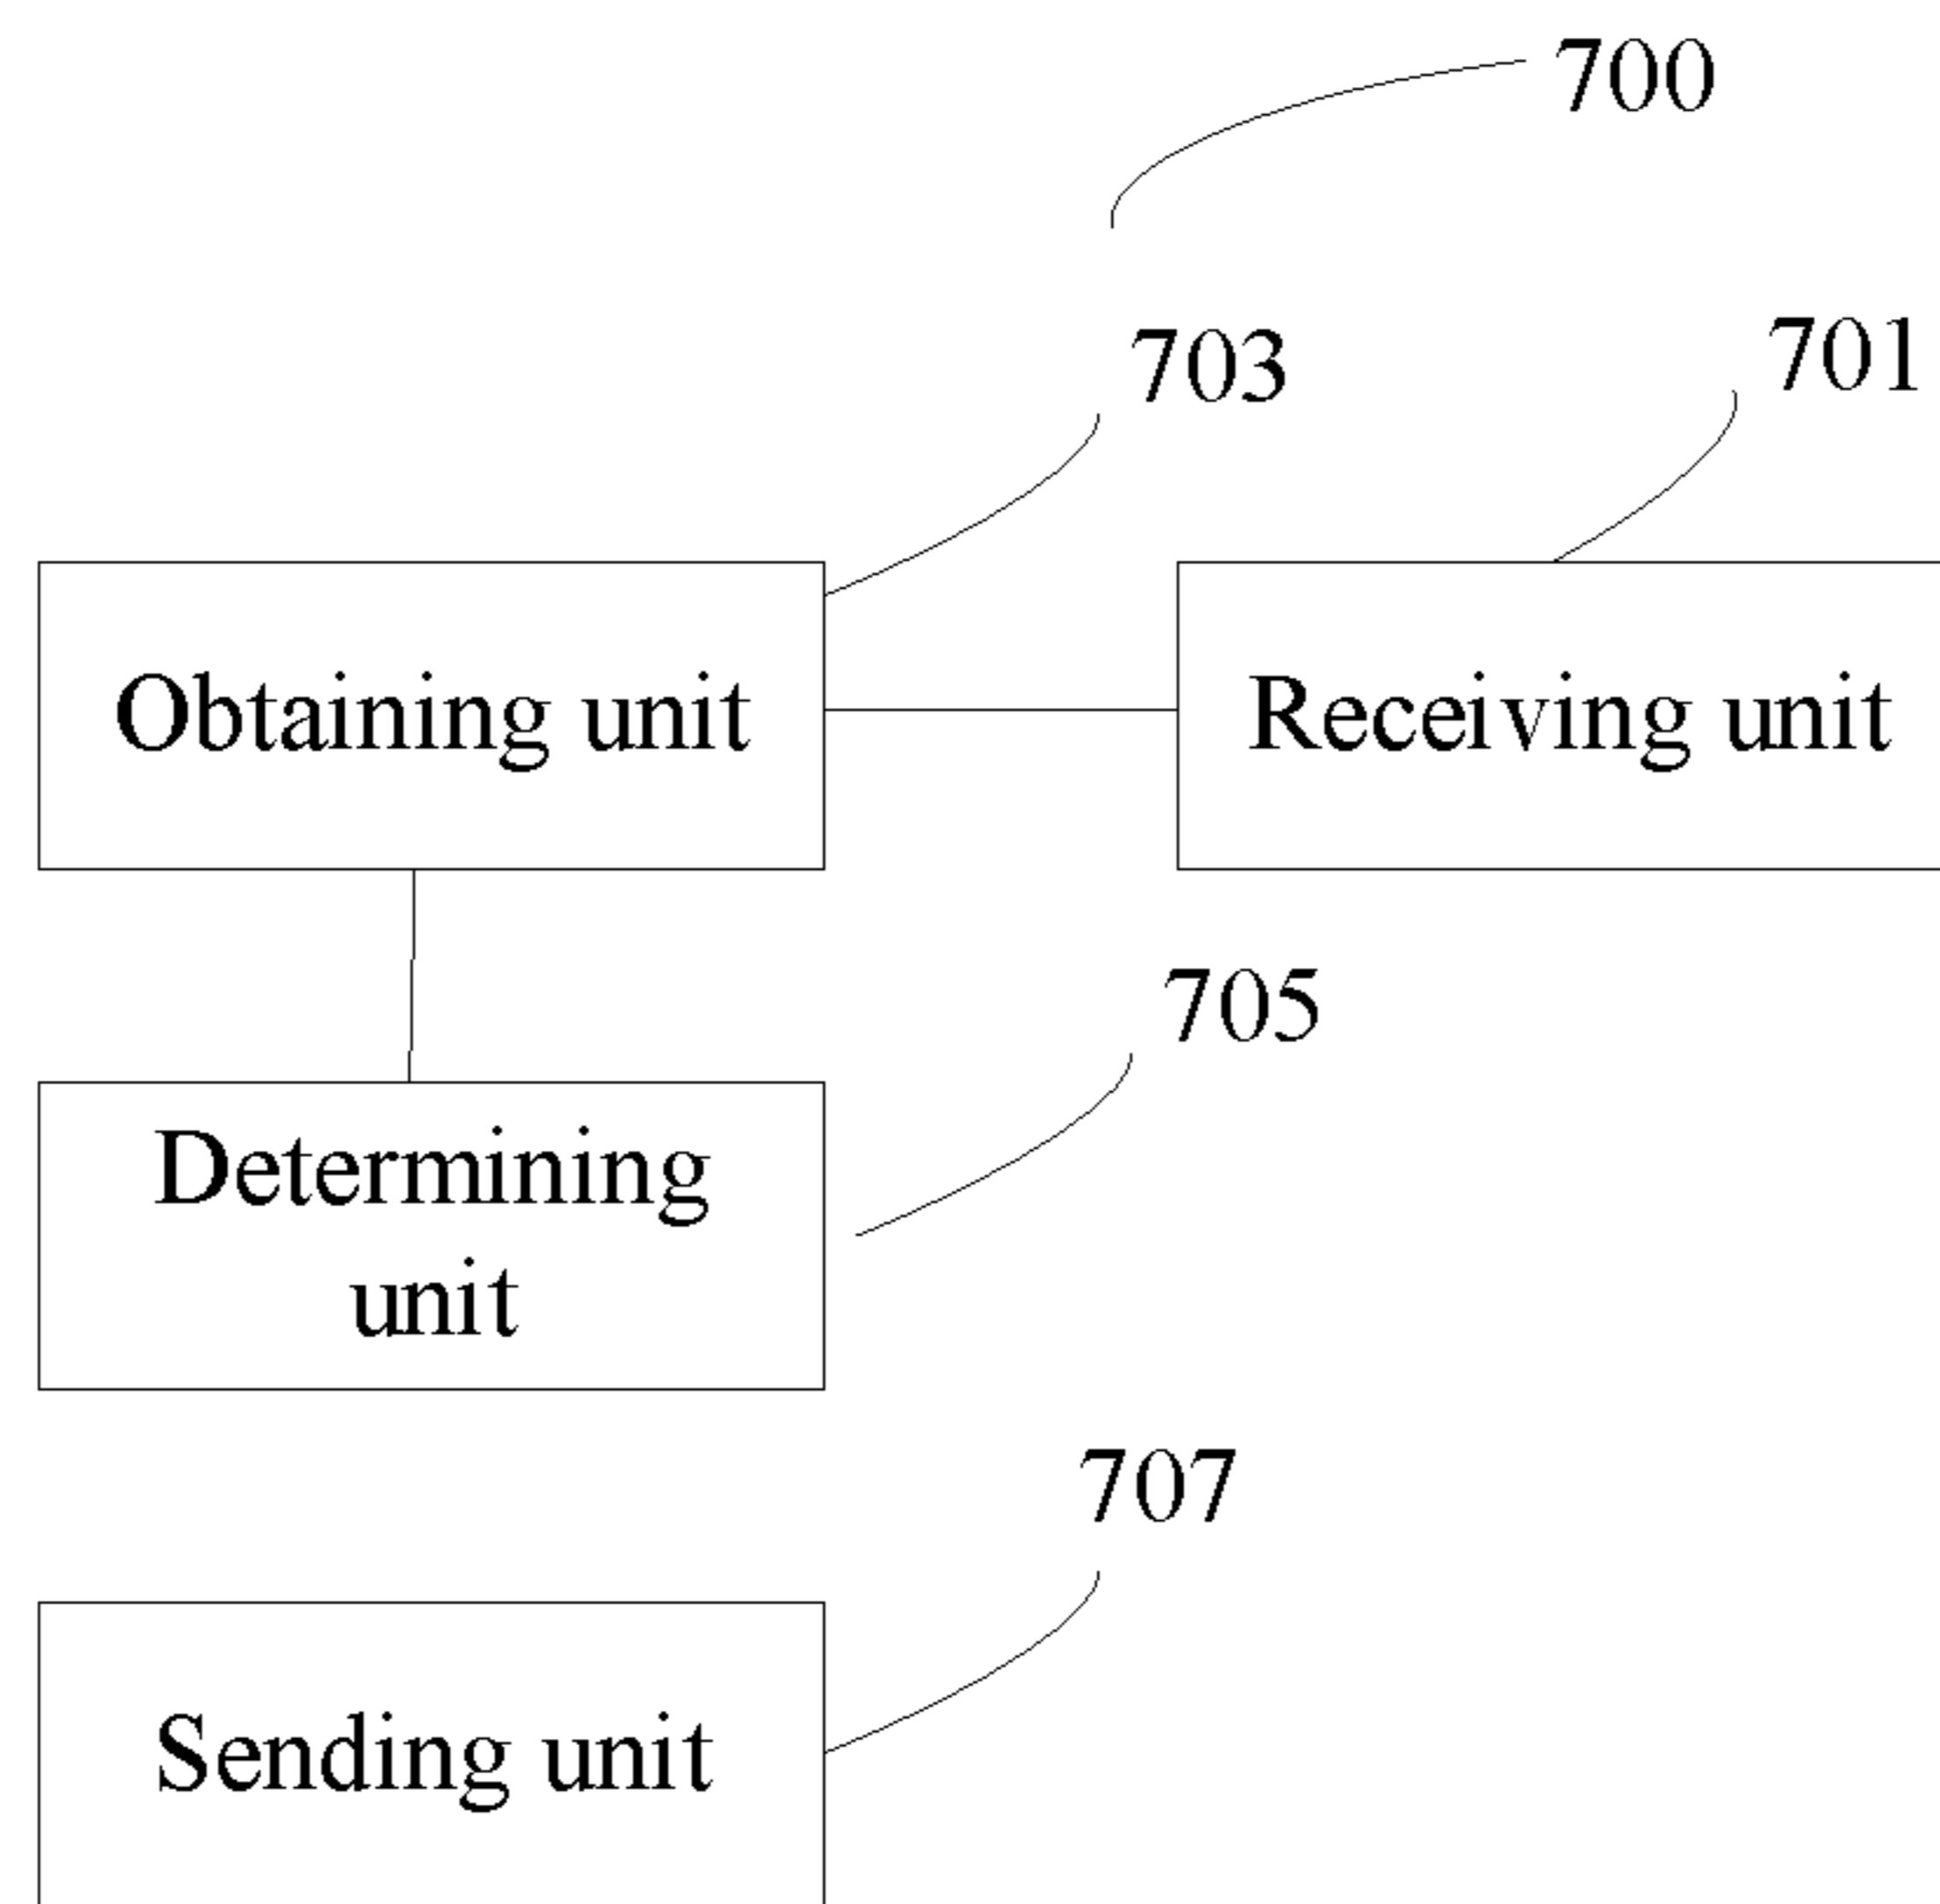 700
703
701
Obtaining unit
Receiving unit
705
Determining
unit
707
Sending unit